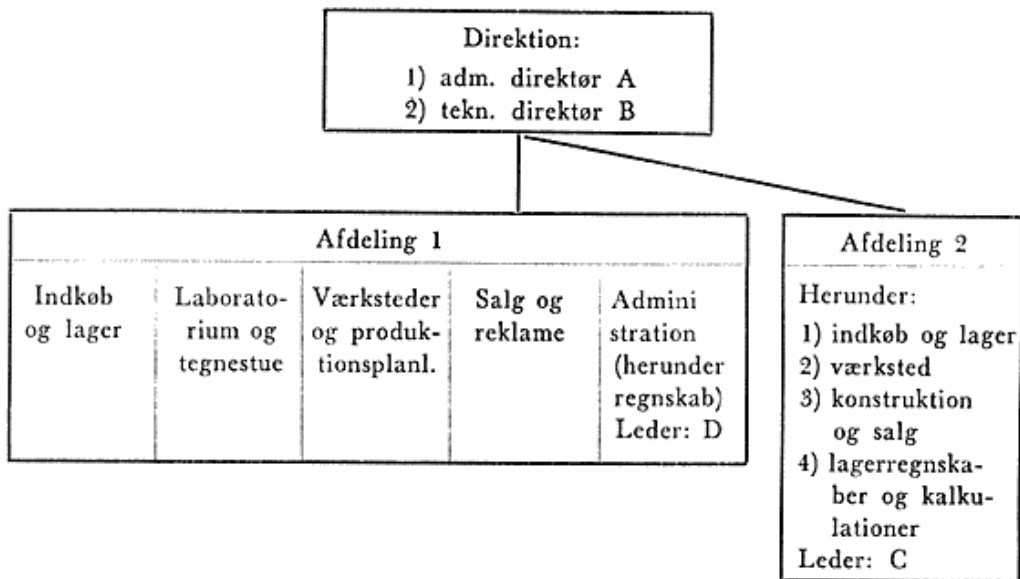 Direktion:
1) adm. direktør A
2) tekn. direktør B
Afdeling 1
Indkøb
og lager
Laborato-
rium og
tegnestue
Værksteder
og produk-
tionsplanl.
Salg og
reklame
Admini
stration
(herunder
regnskab)
Leder: D
Afdeling 2
Herunder:
1) indkøb og lager
2) værksted
3) konstruktion
og salg
4) lagerregnska-
ber og kalku-
lationer
Leder: C